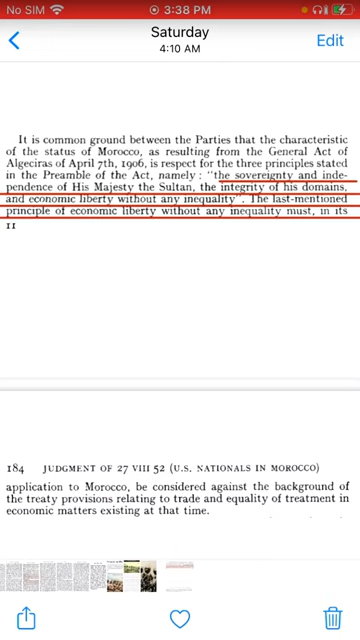 No SIM
3:38 PM
Saturday
4:10 AM
Edit
It is common ground between the Parties that the characteristic
of the status of Morocco, as resulting from the General Act of
Algeciras of April 7th, 1906, is respect for the three principles stated
in the Preamble of the Act, namely : "the sovereignty and inde-
pendence of His Majesty the Sultan, the integrity of his domains,
and economic liberty without any inequality". The last-mentioned
principle of economic liberty without any inequality must, in its
11
184 JUDGMENT OF 27 VIII 52 (U.S. NATIONALS IN MOROCCO)
application to Morocco, be considered against the background of
the treaty provisions relating to trade and equality of treatment in
economic matters existing at that time.